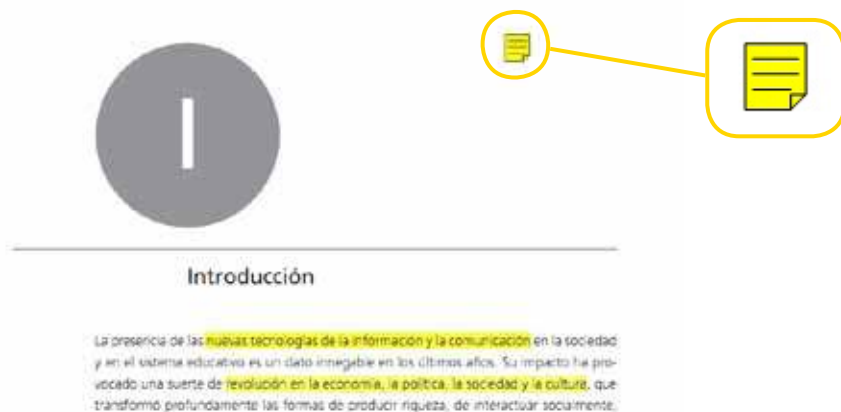 I
Introducción
La presencia de las nuevas tecnologías de la información y la comunicación en la sociedad
y en el sistema educativo es un dato innegable en los últimos años. Su impacto ha pro-
vocado una suerte de revolución en la economía, la política, la sociedad y la cultura, que
transformó profundamente las formas de producir riqueza, de interactuar socialmente,